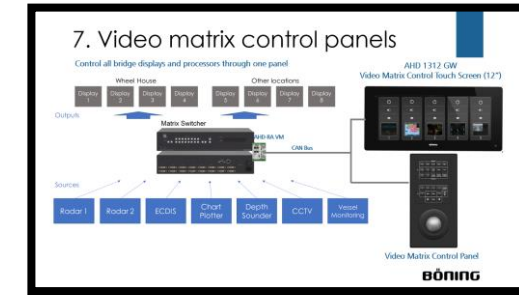 7. Video matrix control panels
Control all bridge displays and processors through one panel
AHD 1312 GW
Video Matrix Control Touch Screen (12")
Wheel House
Other locations
Display 1
Display 2
Display 3
Display 4
Display 5
Display 6
Display 7
Display 8
Outputs
Matrix Switcher
AHD-RA VM
CAN Bus
Sources
Radar 1
Radar 2
ECDIS
Chart Plotter
Depth Sounder
CCTV
Vessel Monitoring
Video Matrix Control Panel
BÖNING